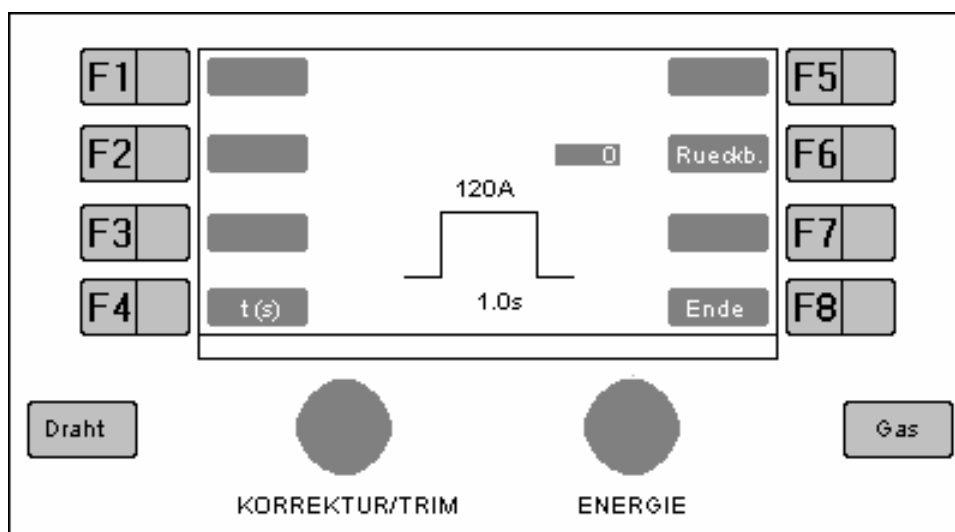 F1
F5
F2
0
Rueckb.
F6
120A
F3
F7
F4
t(s)
1.0s
Ende
F8
Draht
Gas
KORREKTUR/TRIM
ENERGIE